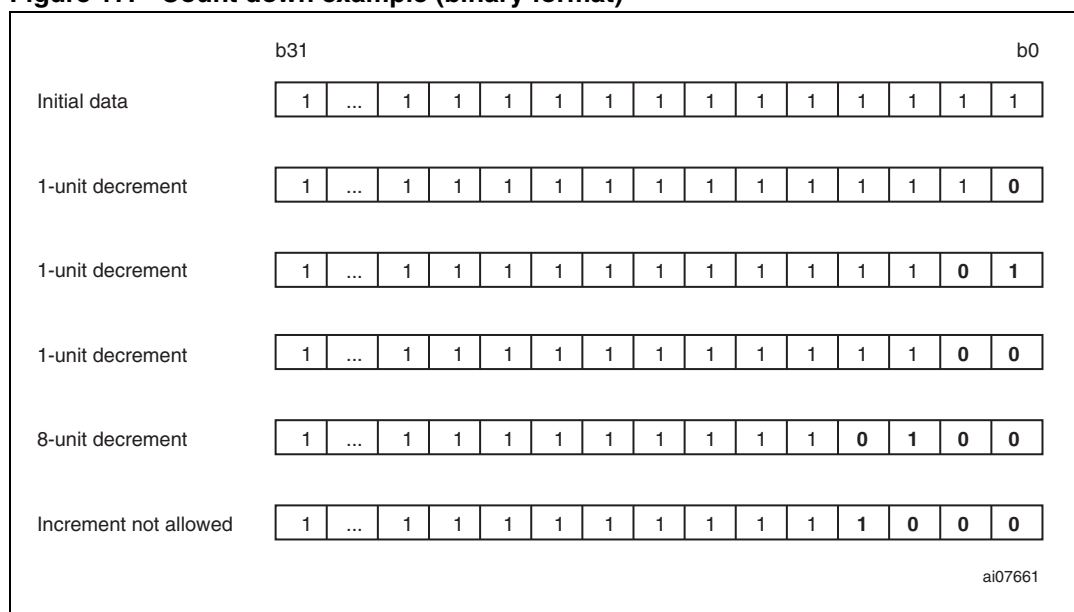 Figure 17. Count down example (binary format)
b31 b0
Initial data 1 ... 1 1 1 1 1 1 1 1 1 1 1 1 1
1-unit decrement 1 ... 1 1 1 1 1 1 1 1 1 1 1 1 0
1-unit decrement 1 ... 1 1 1 1 1 1 1 1 1 1 1 0 1
1-unit decrement 1 ... 1 1 1 1 1 1 1 1 1 1 1 0 0
8-unit decrement 1 ... 1 1 1 1 1 1 1 1 1 0 1 0 0
Increment not allowed 1 ... 1 1 1 1 1 1 1 1 1 1 0 0 0
ai07661